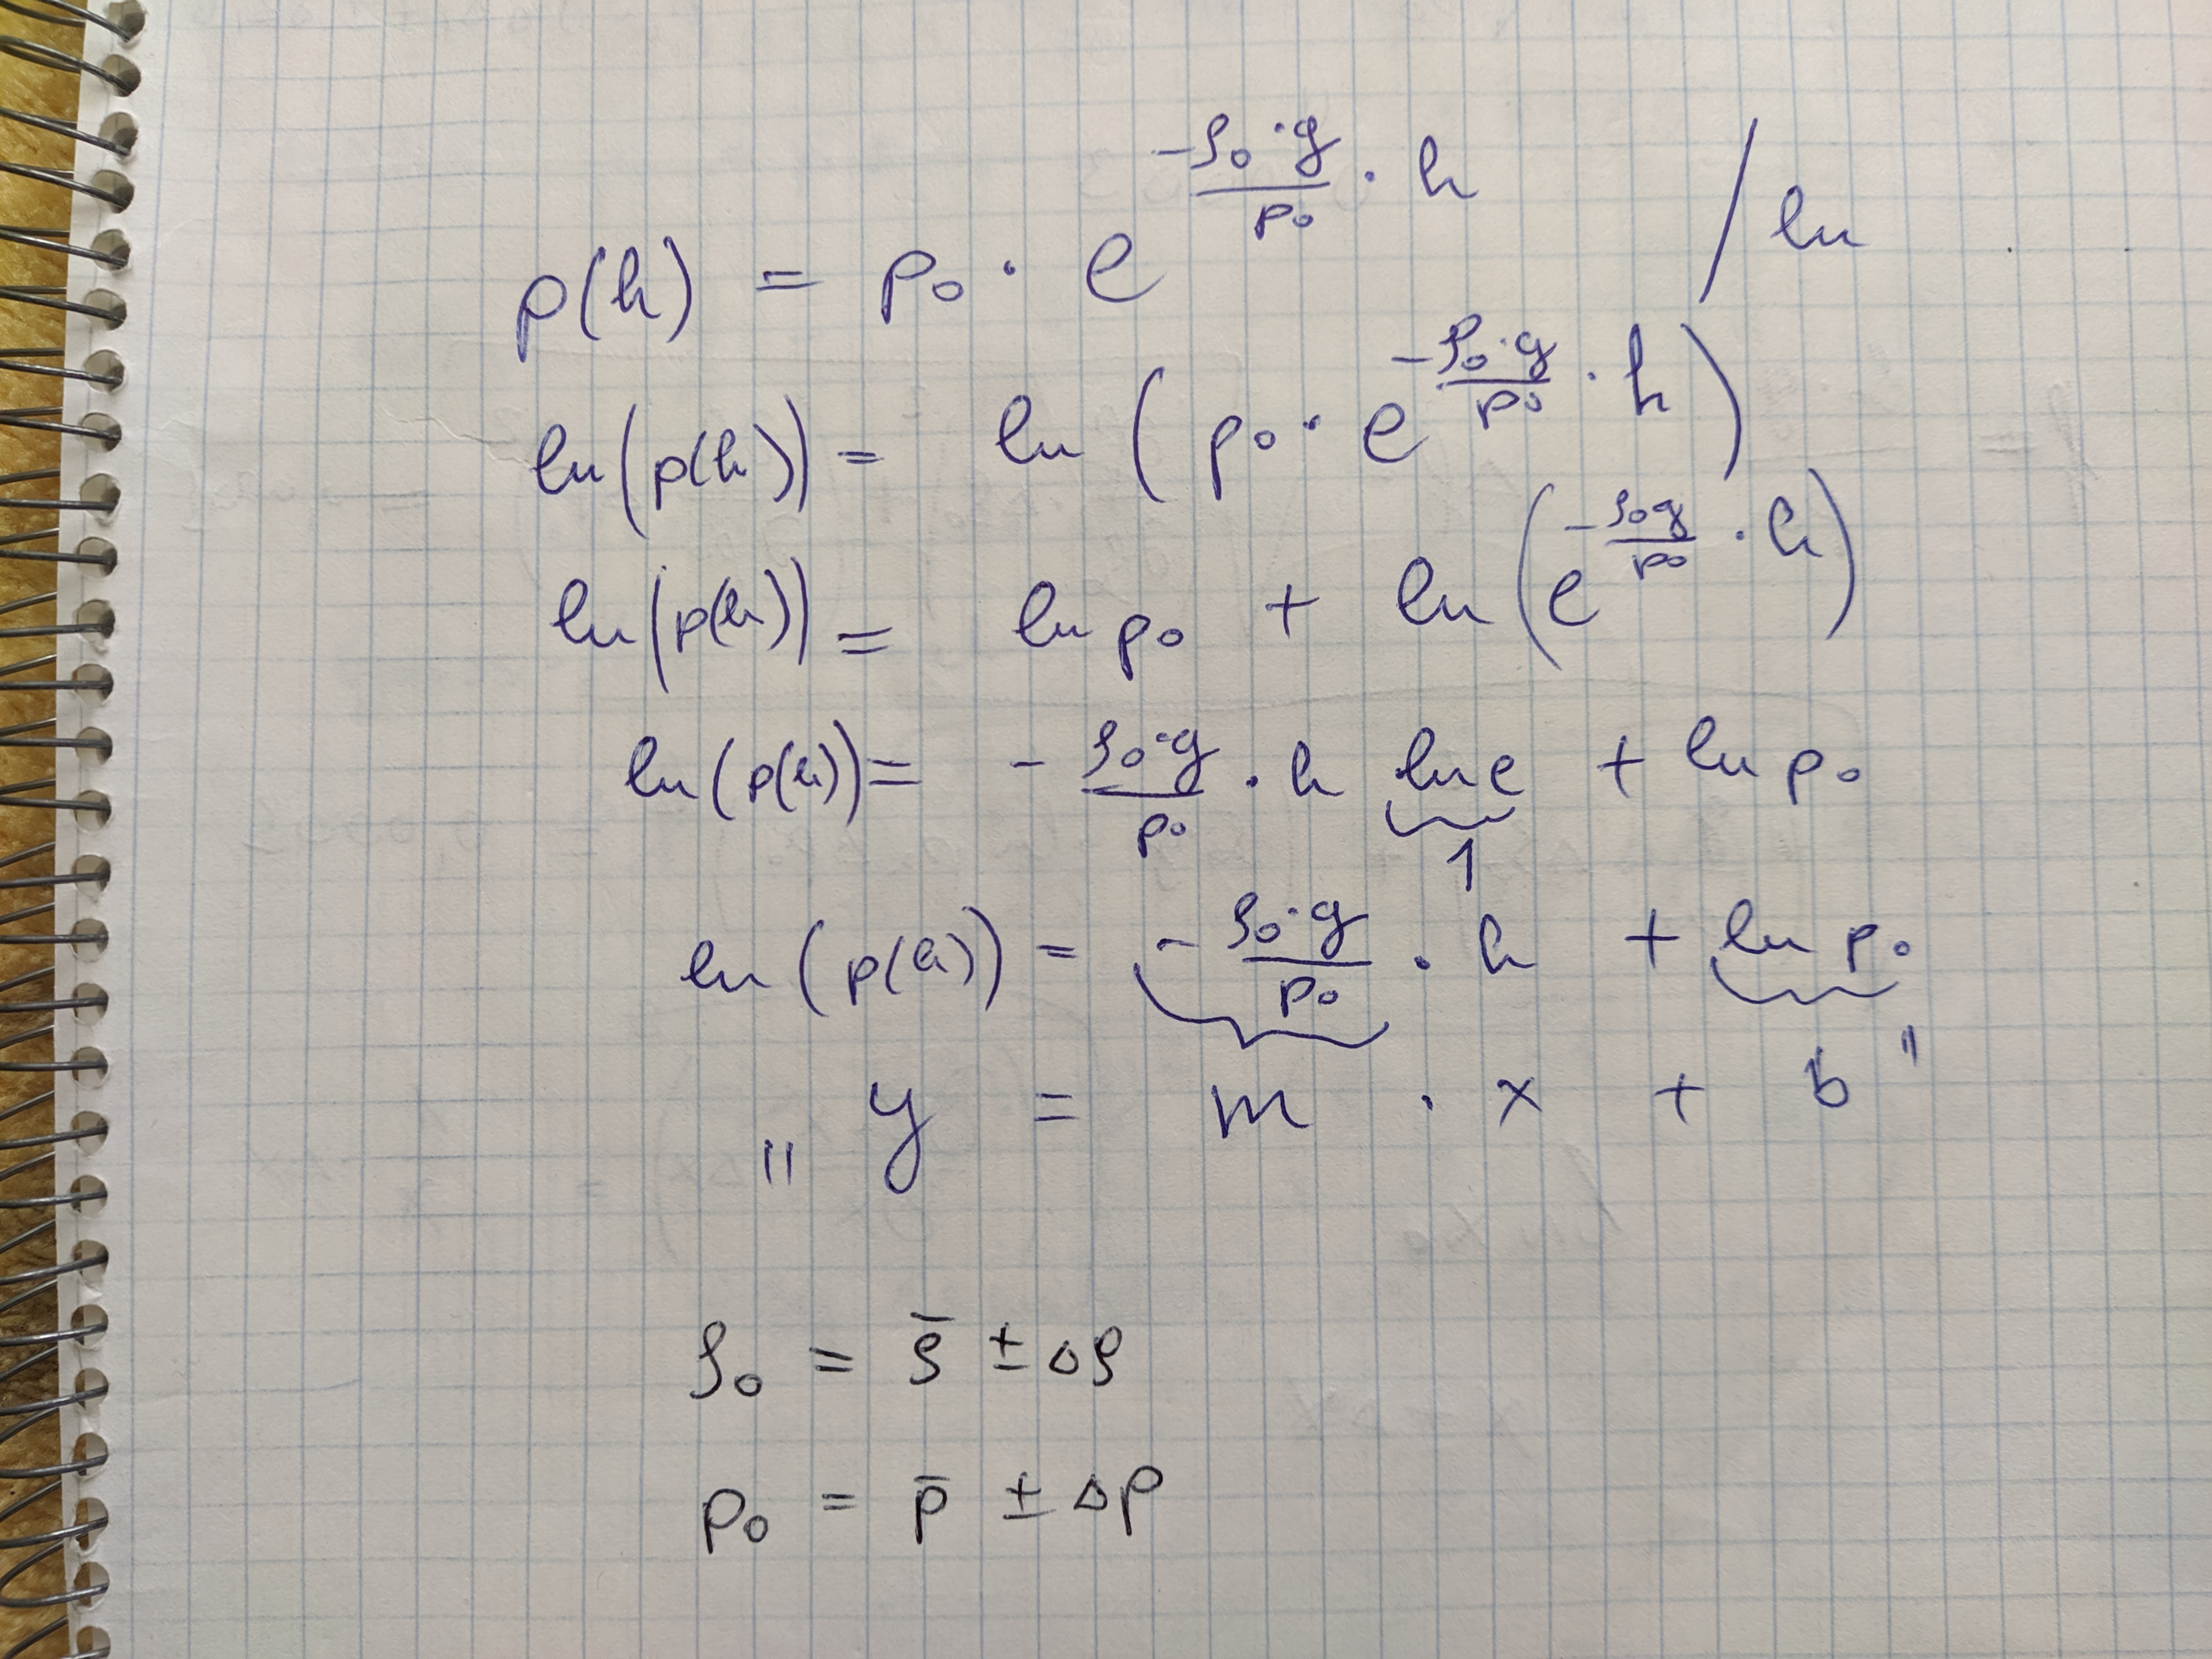 p(h) = p₀ · e^(-ρ₀·g/p₀ · h) / ln
ln(p(h)) = ln (p₀ · e^(-ρ₀·g/p₀ · h))
ln(p(h)) = ln p₀ + ln (e^(-ρ₀g/p₀ · h))
ln(p(h)) = - ρ₀·g/p₀ · h ln e + ln p₀
1
ln (p(h)) = - ρ₀·g/p₀ · h + ln p₀
" y = m · x + b "
ρ₀ = ρ̄ ± Δρ
p₀ = p̄ ± Δp